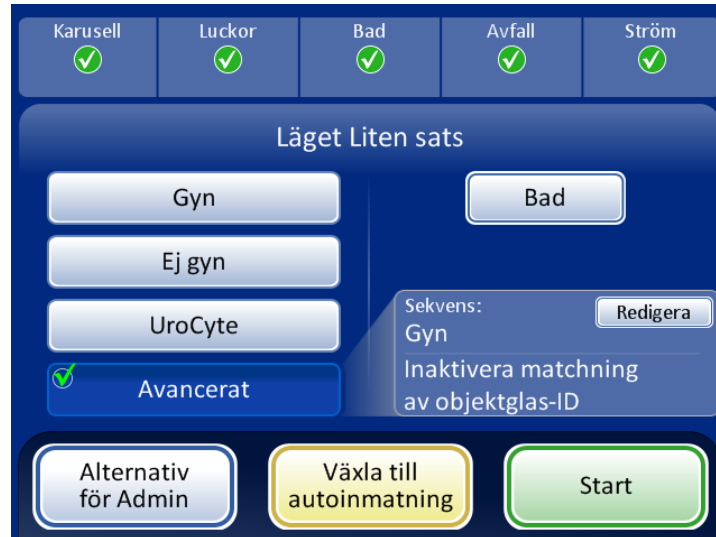 Karusell
Luckor
Bad
Avfall
Ström
Läget Liten sats
Gyn
Bad
Ej gyn
UroCyte
Sekvens:
Redigera
Gyn
Avancerat
Inaktivera matchning
av objektglas-ID
Alternativ
för Admin
Växla till
autoinmatning
Start